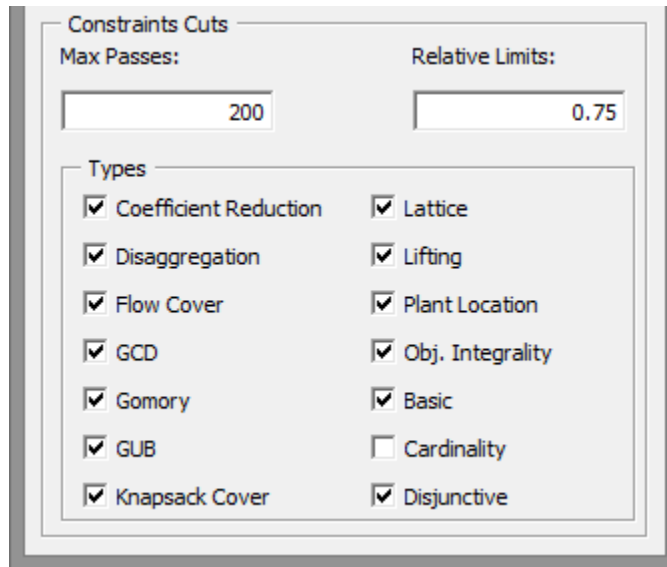 Constraints Cuts
Max Passes: Relative Limits:
200 0.75
Types
Coefficient Reduction Lattice
Disaggregation Lifting
Flow Cover Plant Location
GCD Obj. Integrality
Gomory Basic
GUB Cardinality
Knapsack Cover Disjunctive